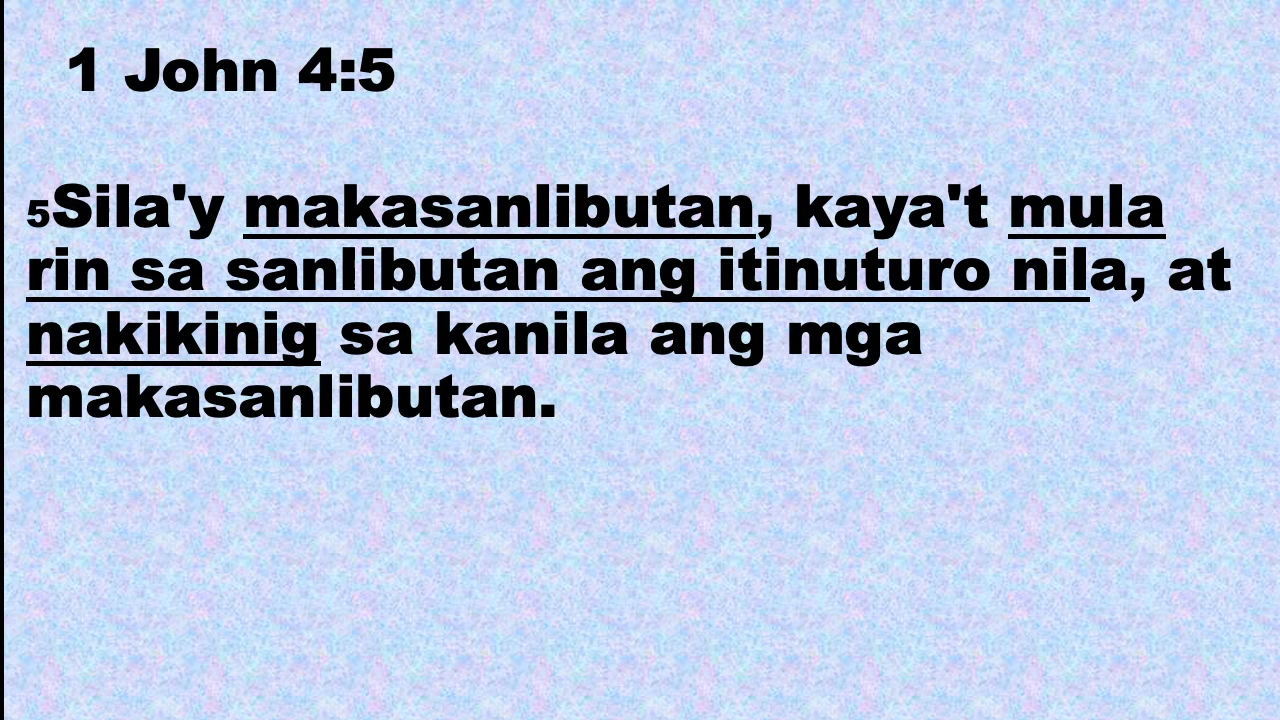 1 John 4:5
5Sila'y makasanlibutan, kaya't mula
rin sa sanlibutan ang itinuturo nila, at
nakikinig sa kanila ang mga
makasanlibutan.